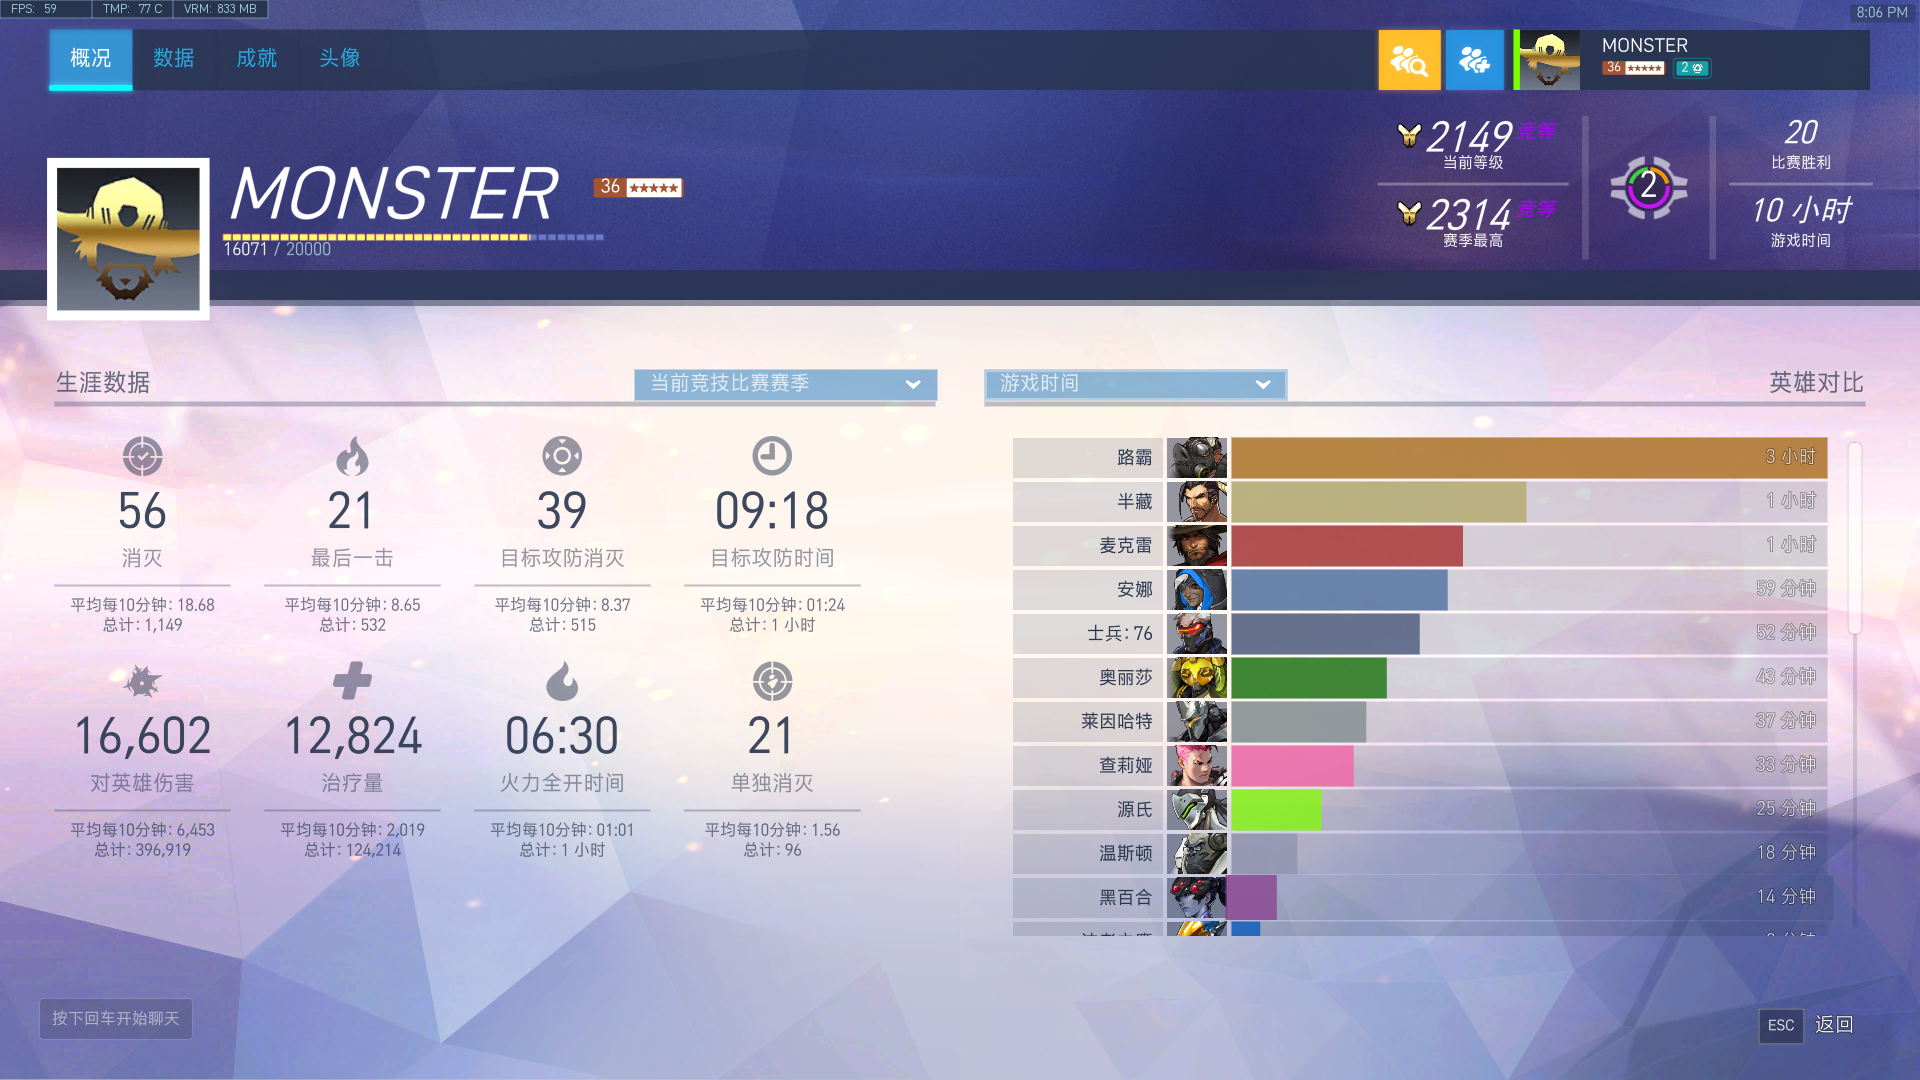 FPS: 59 TMP: 77 C VRM: 833 MB
8:06 PM
概况 数据 成就 头像
MONSTER
36 ★★★★★ 2
MONSTER
36 ★★★★★
16071 / 20000
2149 竞等
当前等级
2314 竞等
赛季最高
2
20
比赛胜利
10 小时
游戏时间
生涯数据
当前竞技比赛赛季
游戏时间
英雄对比
56
消灭
平均每10分钟: 18.68
总计: 1,149
21
最后一击
平均每10分钟: 8.65
总计: 532
39
目标攻防消灭
平均每10分钟: 8.37
总计: 515
09:18
目标攻防时间
平均每10分钟: 01:24
总计: 1 小时
16,602
对英雄伤害
平均每10分钟: 6,453
总计: 396,919
12,824
治疗量
平均每10分钟: 2,019
总计: 124,214
06:30
火力全开时间
平均每10分钟: 01:01
总计: 1 小时
21
单独消灭
平均每10分钟: 1.56
总计: 96
路霸 3 小时
半藏 1 小时
麦克雷 1 小时
安娜 59 分钟
士兵: 76 52 分钟
奥丽莎 43 分钟
莱因哈特 37 分钟
查莉娅 33 分钟
源氏 25 分钟
温斯顿 18 分钟
黑百合 14 分钟
按下回车开始聊天
ESC 返回